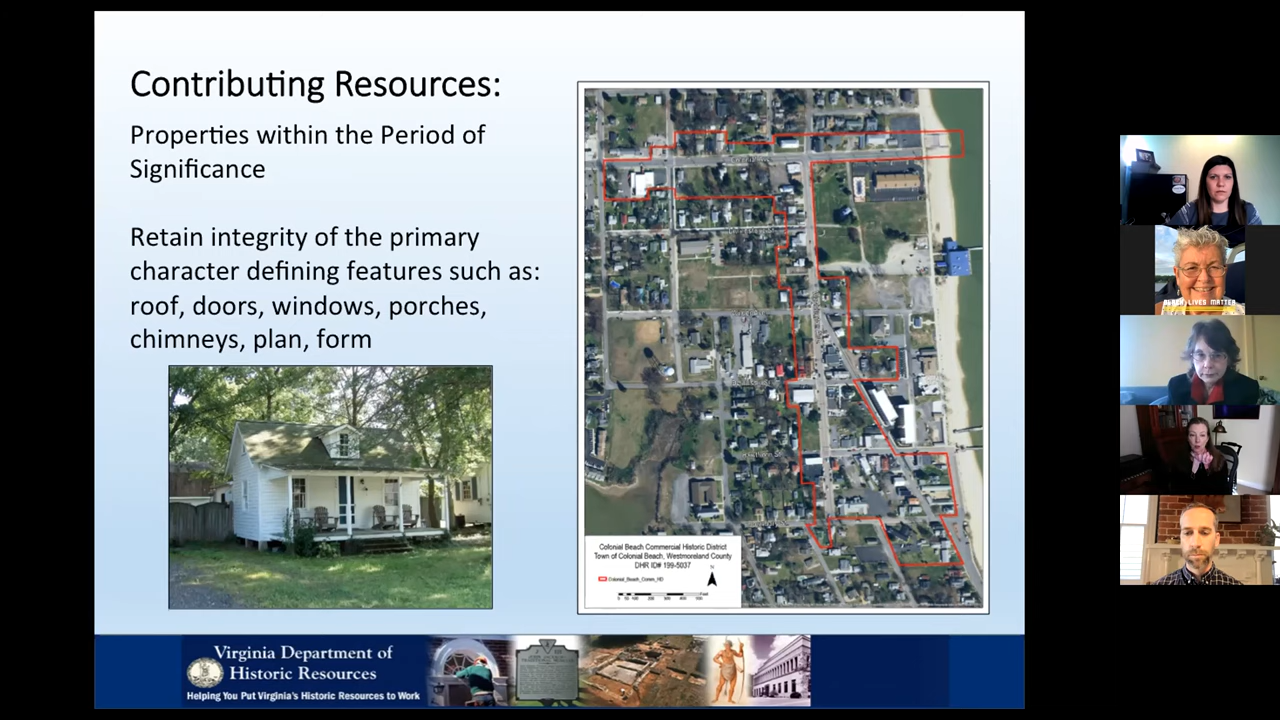 Contributing Resources:
Properties within the Period of
Significance
Retain integrity of the primary
character defining features such as:
roof, doors, windows, porches,
chimneys, plan, form
Colonial Beach Commercial Historic District
Town of Colonial Beach, Westmoreland County
DHR ID# 199-5037
Colonial_Beach_Comm_HD
N
Virginia Department of
Historic Resources
Helping You Put Virginia's Historic Resources to Work
BLACK LIVES MATTER